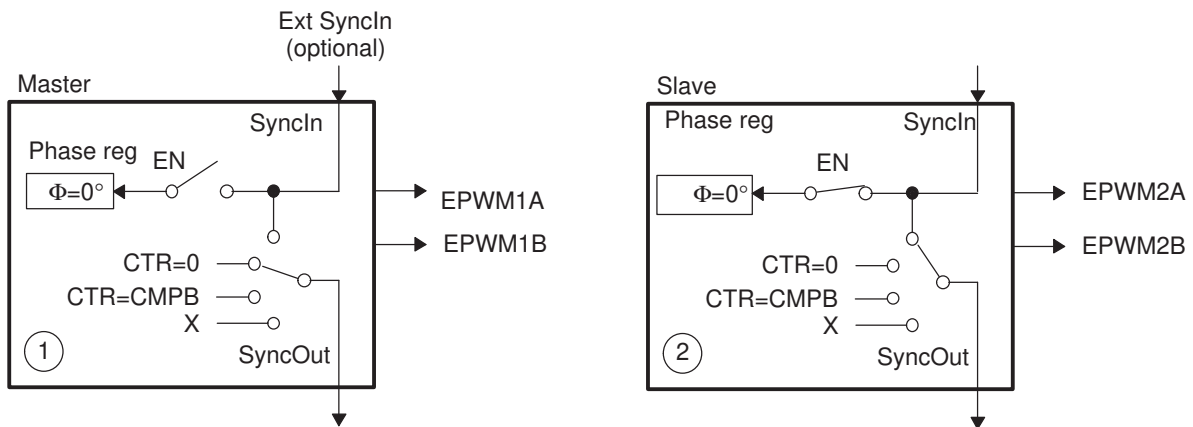 Ext SyncIn
(optional)
Master
SyncIn
Phase reg
EN
Φ=0°
EPWM1A
EPWM1B
CTR=0
CTR=CMPB
X
1
SyncOut
Slave
Phase reg
SyncIn
EN
Φ=0°
EPWM2A
EPWM2B
CTR=0
CTR=CMPB
X
2
SyncOut